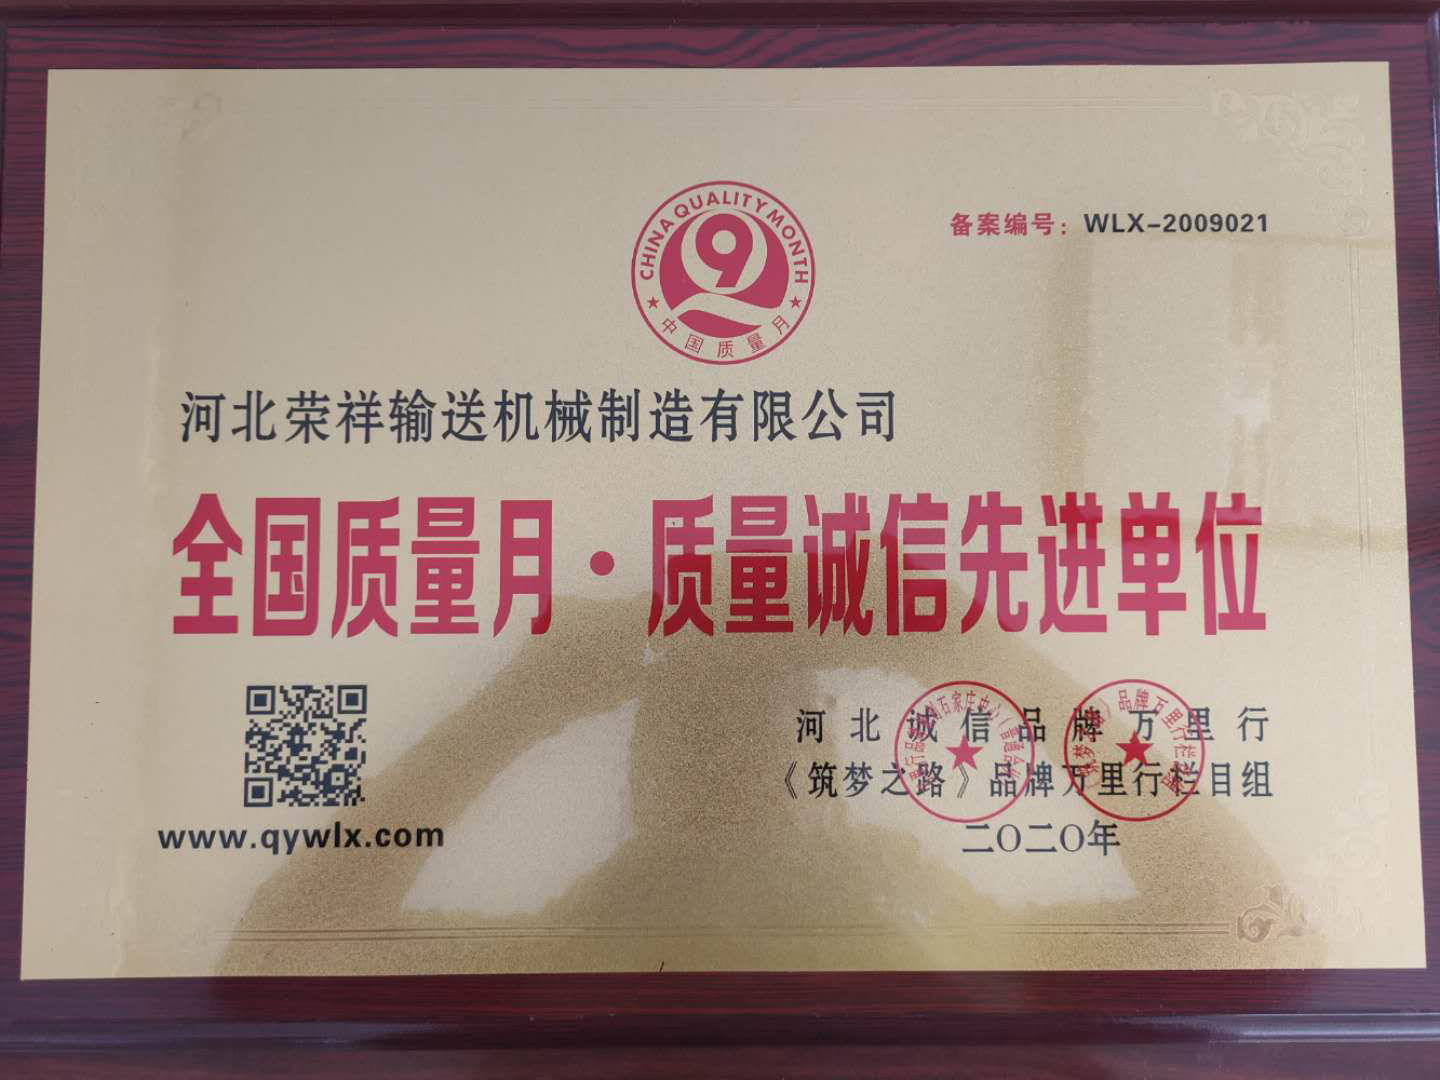 CHINA QUALITY MONTH
9
中国质量月
备案编号：WLX-2009021
河北荣祥输送机械制造有限公司
全国质量月·质量诚信先进单位
河北诚信品牌万里行
《筑梦之路》品牌万里行栏目组
二〇二〇年
www.qywlx.com